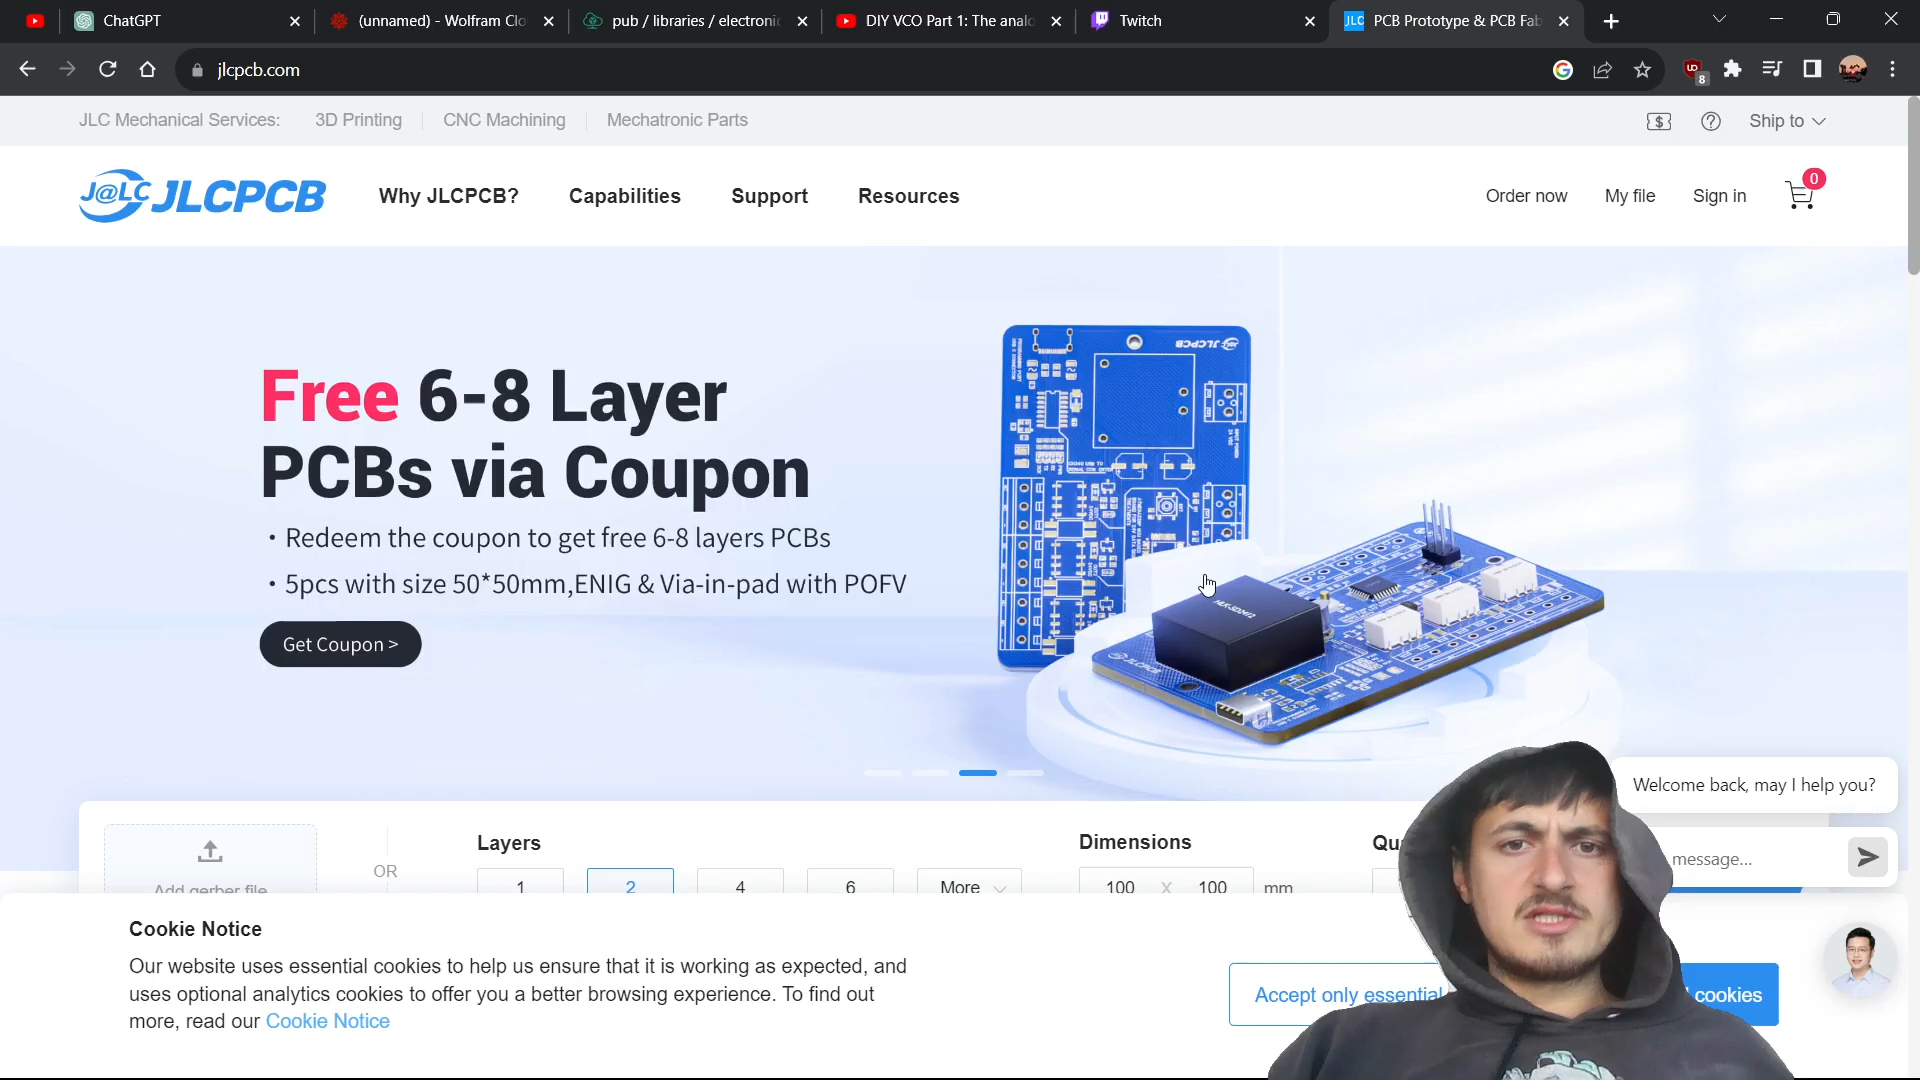 ChatGPT
(unnamed) - Wolfram Clo
pub / libraries / electronic
DIY VCO Part 1: The analo
Twitch
JLC PCB Prototype & PCB Fab
jlcpcb.com
8
JLC Mechanical Services:
3D Printing
CNC Machining
Mechatronic Parts
Ship to
J@LC JLCPCB
Why JLCPCB?
Capabilities
Support
Resources
Order now
My file
Sign in
0
Free 6-8 Layer
PCBs via Coupon
• Redeem the coupon to get free 6-8 layers PCBs
• 5pcs with size 50*50mm,ENIG & Via-in-pad with POFV
Get Coupon >
JLCPCB
JLCPCB
Welcome back, may I help you?
message...
Add gerber file
OR
Layers
1
2
4
6
More
Dimensions
100 X 100 mm
Qu
Cookie Notice
Our website uses essential cookies to help us ensure that it is working as expected, and
uses optional analytics cookies to offer you a better browsing experience. To find out
more, read our Cookie Notice
Accept only essential
cookies